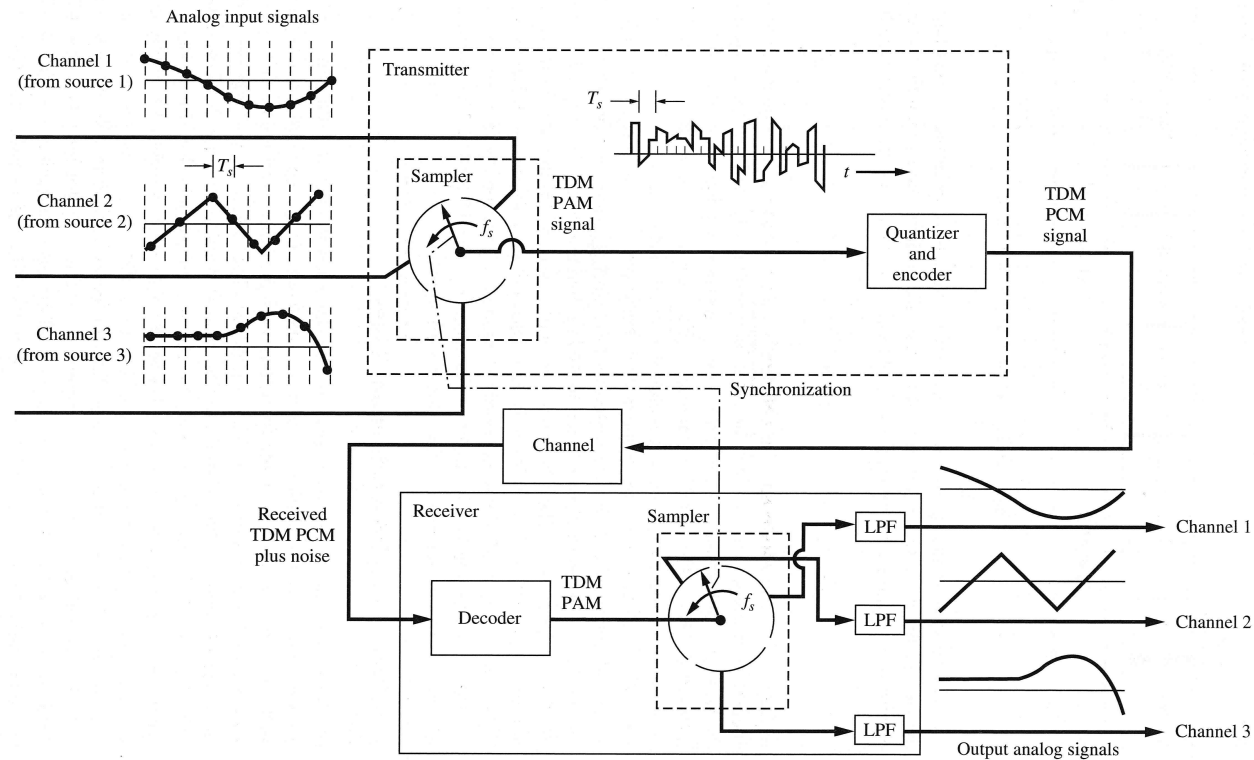 Analog input signals
Channel 1
(from source 1)
Transmitter
T_s
t
T_s
Channel 2
(from source 2)
Sampler
f_s
TDM
PAM
signal
Quantizer
and
encoder
TDM
PCM
signal
Channel 3
(from source 3)
Synchronization
Channel
Received
TDM PCM
plus noise
Receiver
Decoder
TDM
PAM
Sampler
f_s
LPF
Channel 1
LPF
Channel 2
LPF
Channel 3
Output analog signals